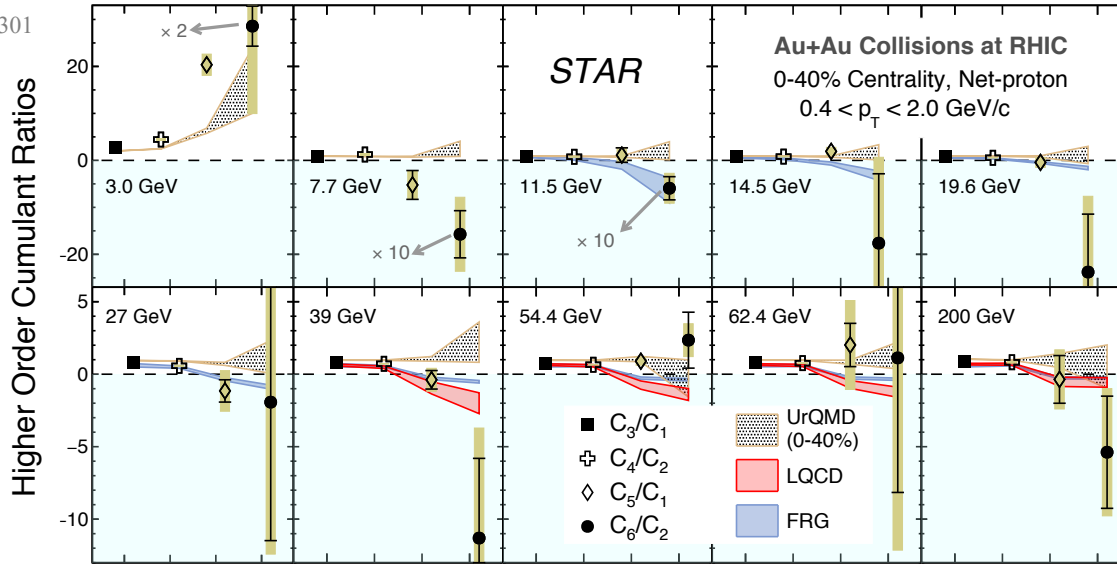 301
Higher Order Cumulant Ratios
20
0
-20
× 2
3.0 GeV
7.7 GeV
× 10
STAR
11.5 GeV
× 10
Au+Au Collisions at RHIC
0-40% Centrality, Net-proton
0.4 < p_T < 2.0 GeV/c
14.5 GeV
19.6 GeV
5
0
-5
-10
27 GeV
39 GeV
54.4 GeV
62.4 GeV
200 GeV
C₃/C₁
C₄/C₂
C₅/C₁
C₆/C₂
UrQMD
(0-40%)
LQCD
FRG